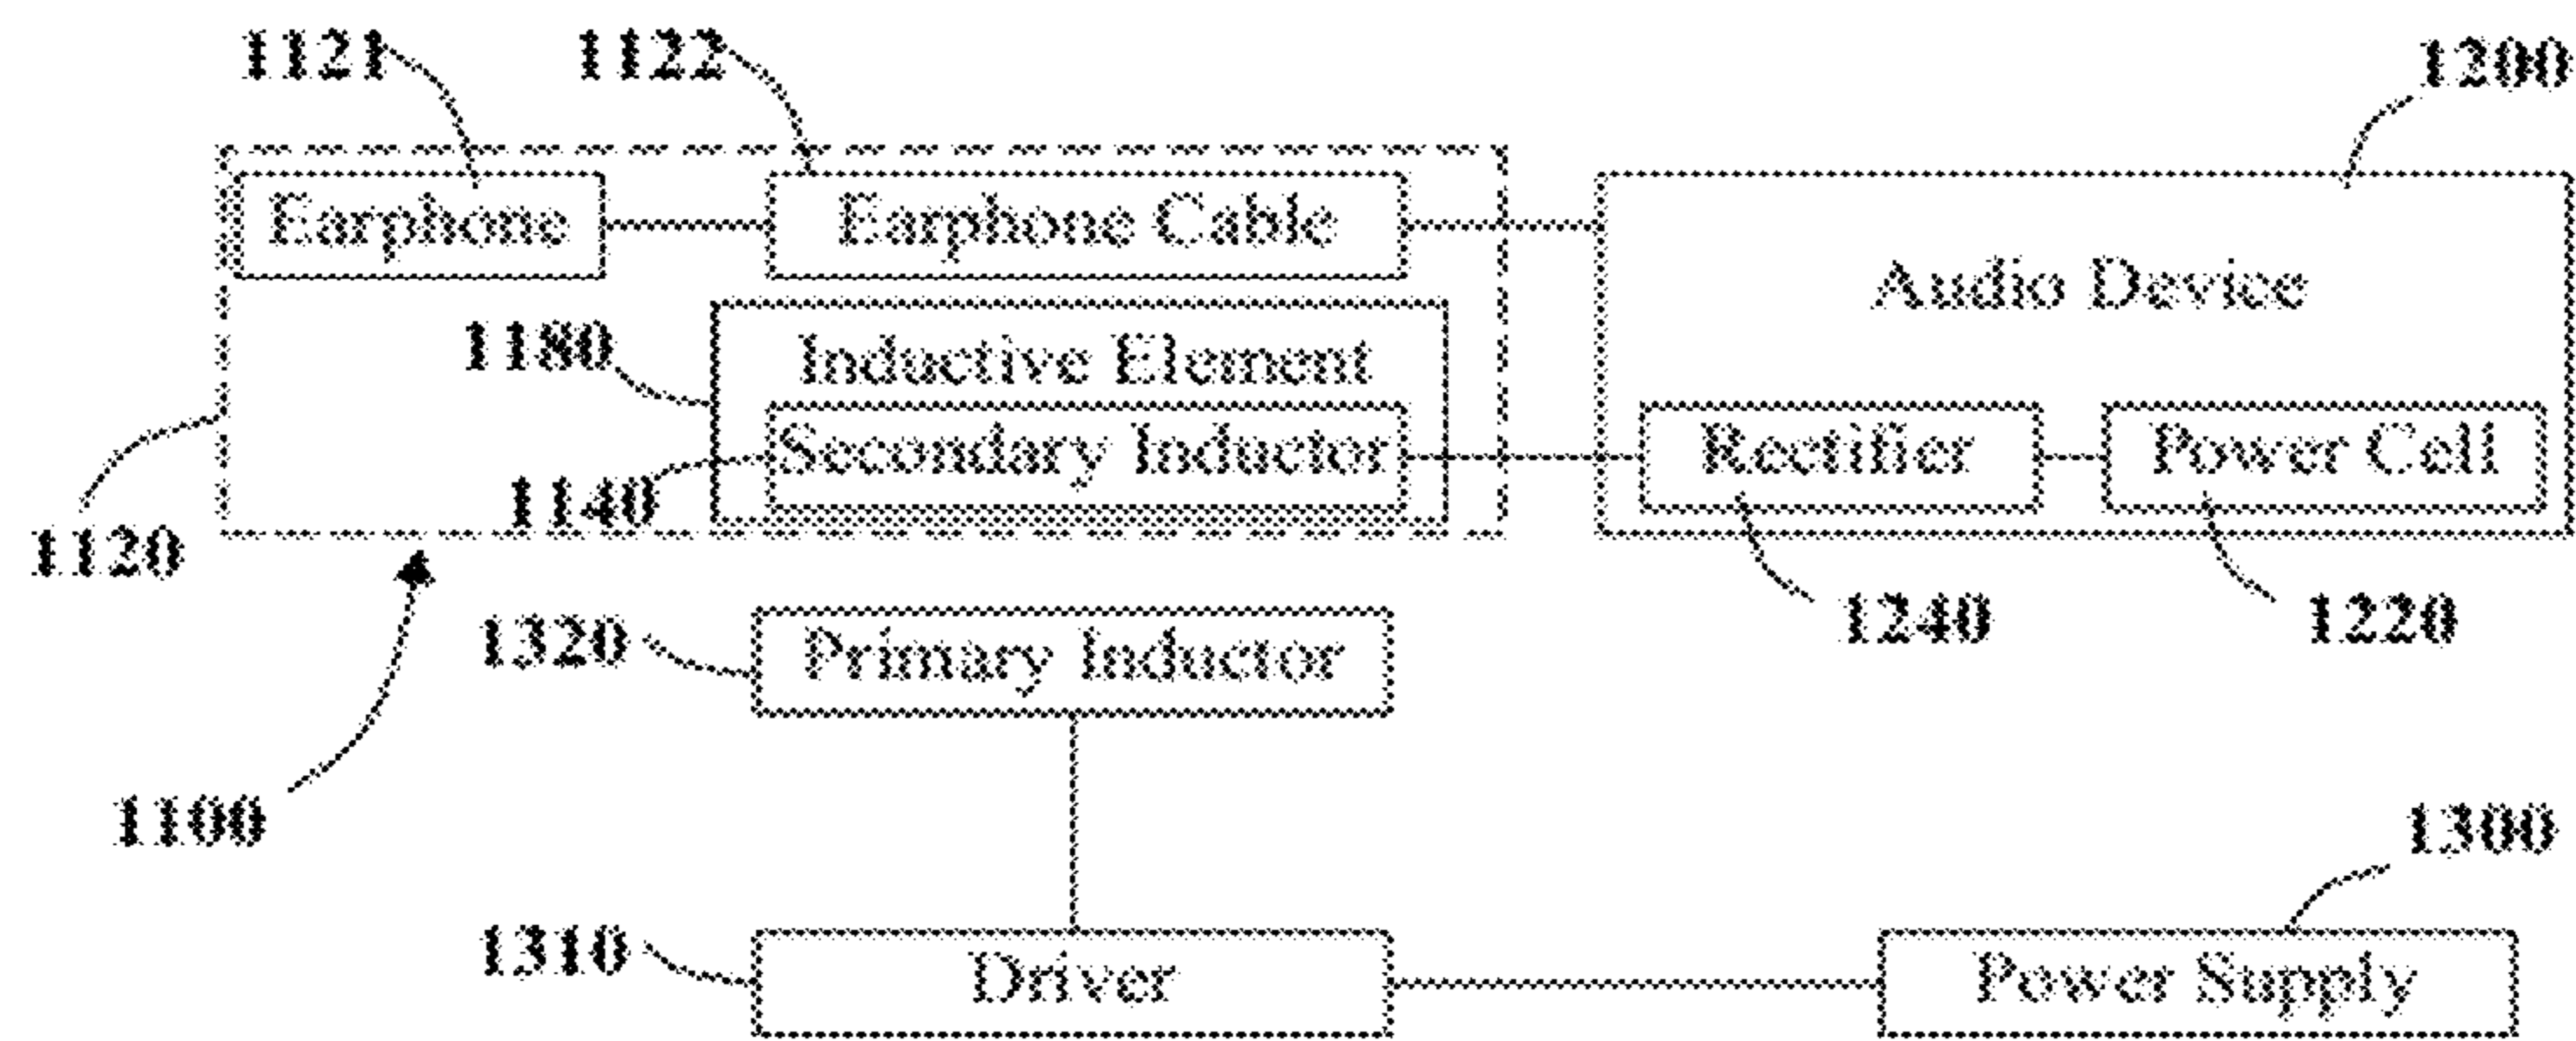 1121 1122 1200
Earphone Earphone Cable
Audio Device
1180 Inductive Element
Secondary Inductor Rectifier Power Cell
1140
1120
1320 Primary Inductor 1240 1220
1100 1300
1310 Driver Power Supply